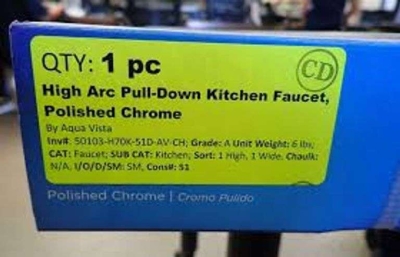 QTY: 1 pc
CD
High Arc Pull-Down Kitchen Faucet,
Polished Chrome
By Aqua Vista
Inv#: 50103-H70K-51D-AV-CH; Grade: A Unit Weight: 6 lbs;
CAT: Faucet; SUB CAT: Kitchen; Sort: 1 High, 1 Wide, Chaulk:
N/A, I/O/D/SM: SM, Cons#: 51
Polished Chrome | Cromo Pulido